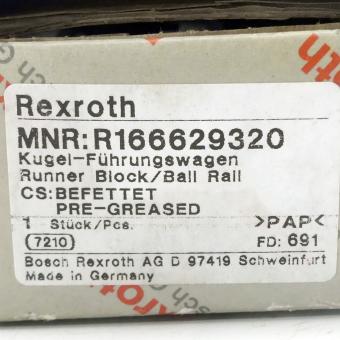 Rexroth
MNR:R166629320
Kugel-Führungswagen
Runner Block/Ball Rail
CS:BEFETTET
PRE-GREASED
1 Stück/Pcs. >PAP<
7210 FD: 691
Bosch Rexroth AG D 97419 Schweinfurt
Made in Germany